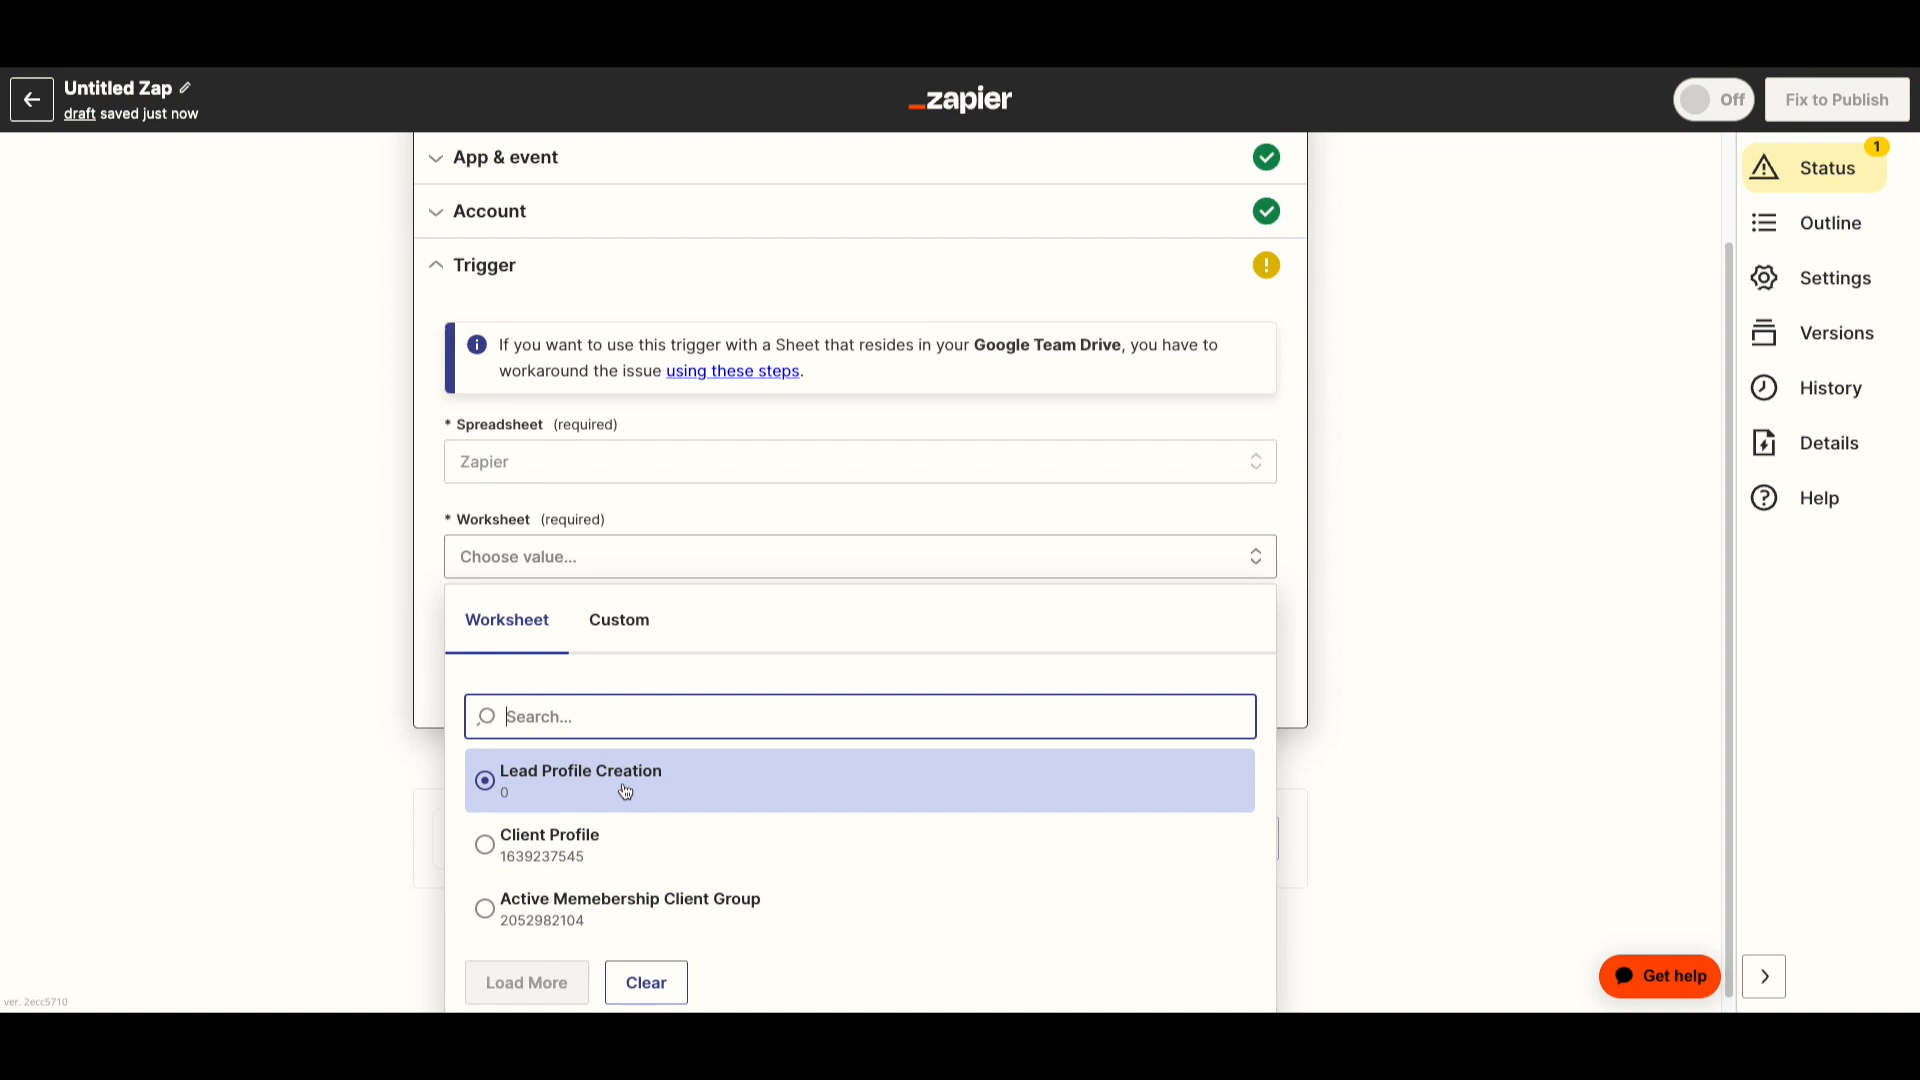 Untitled Zap
draft saved just now
zapier
Off
Fix to Publish
App & event
Account
Trigger
If you want to use this trigger with a Sheet that resides in your Google Team Drive, you have to
workaround the issue using these steps.
* Spreadsheet (required)
Zapier
* Worksheet (required)
Choose value...
Worksheet
Custom
Search...
Lead Profile Creation
0
Client Profile
1639237545
Active Memebership Client Group
2052982104
Load More
Clear
1
Status
Outline
Settings
Versions
History
Details
Help
Get help
ver. 2ecc5710